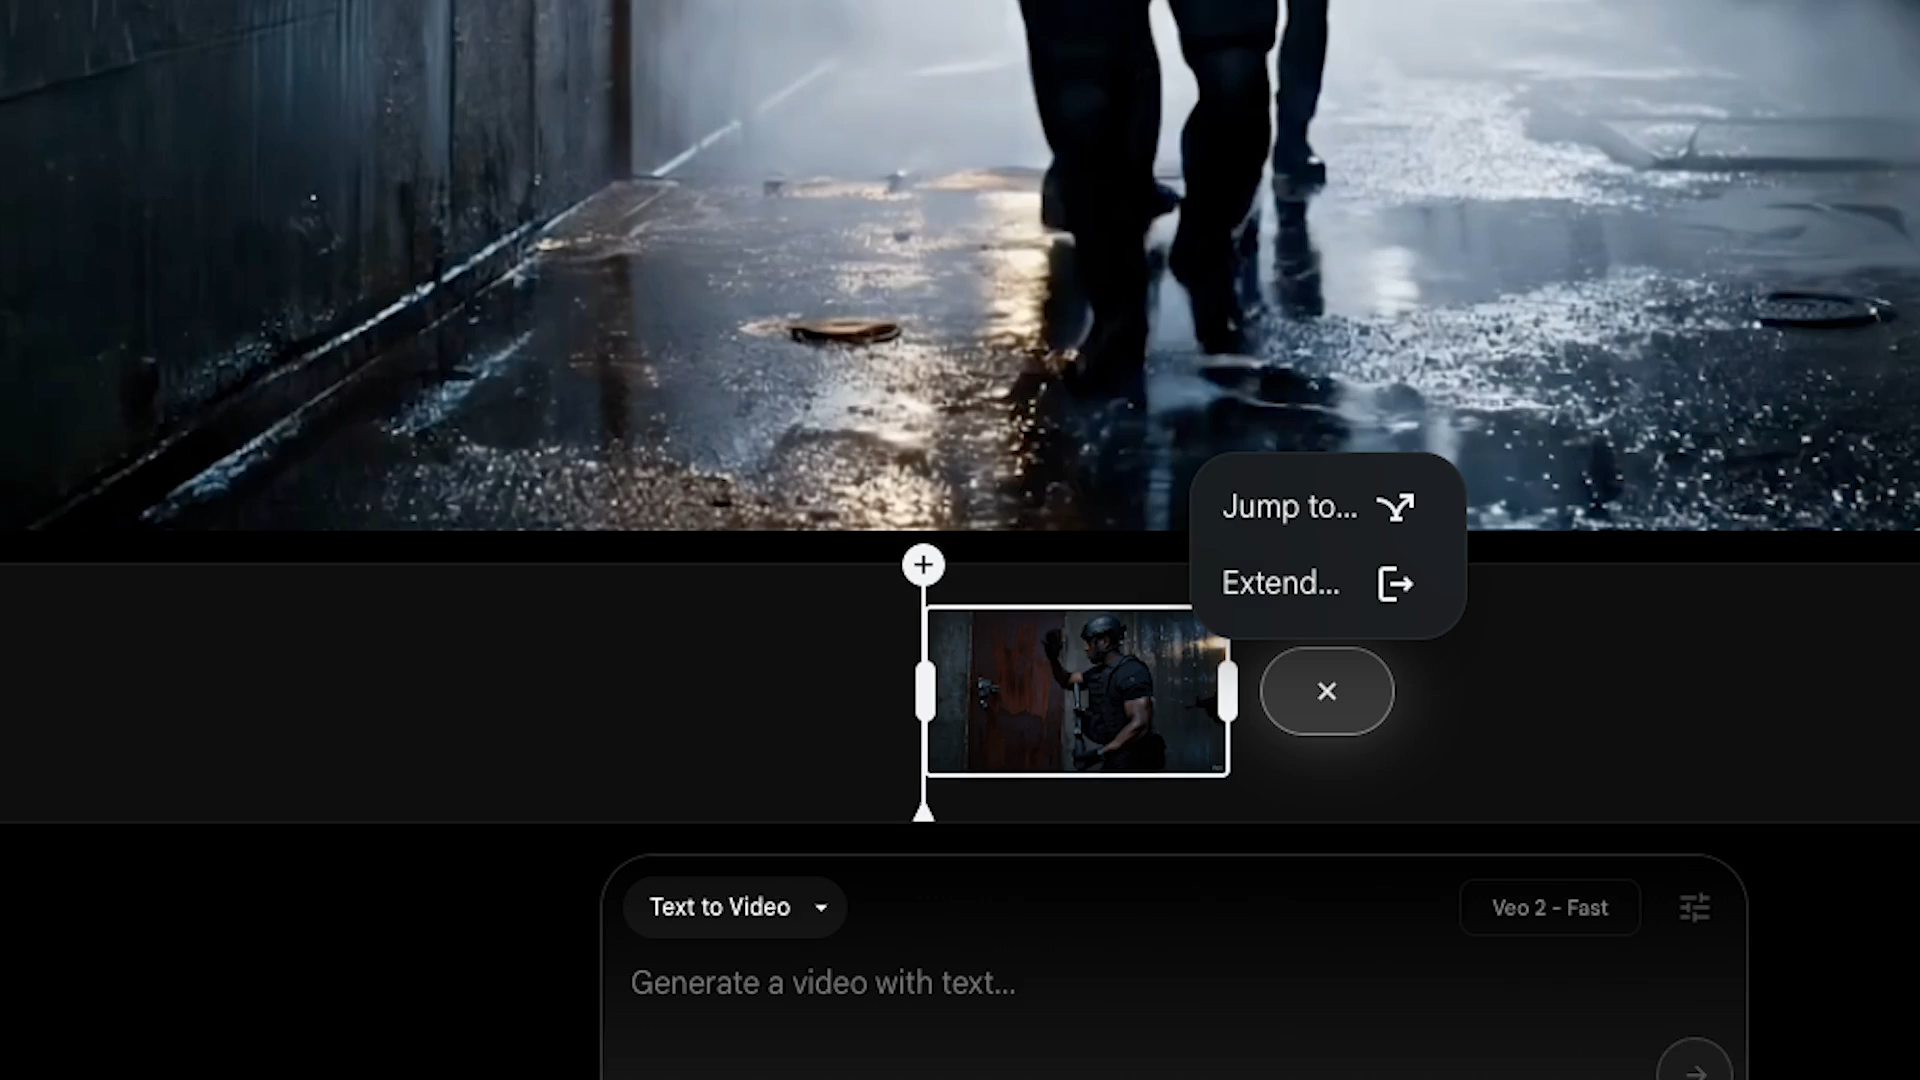 Jump to...
Extend...
Text to Video
Veo 2 - Fast
Generate a video with text...